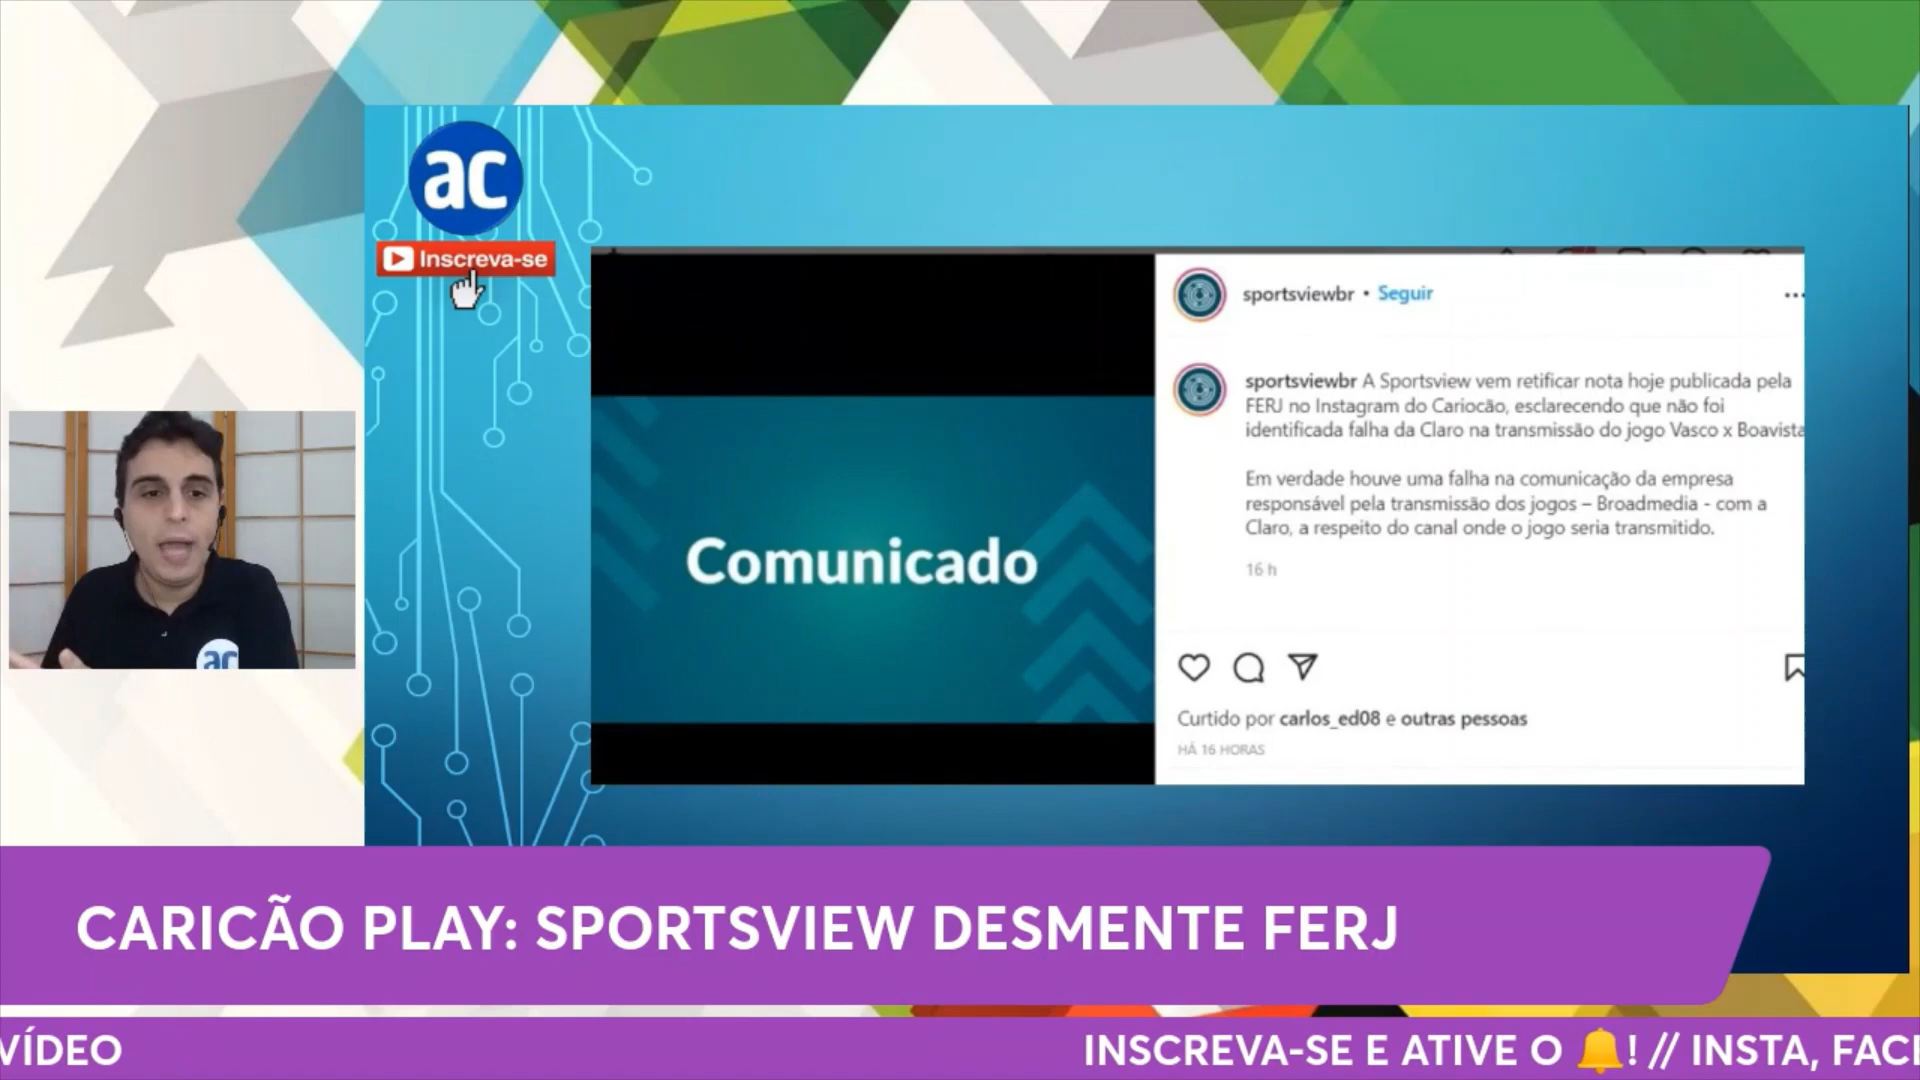 ac
Inscreva-se
sportsviewbr • Seguir
sportsviewbr A Sportsview vem retificar nota hoje publicada pela
FERJ no Instagram do Cariocão, esclarecendo que não foi
identificada falha da Claro na transmissão do jogo Vasco x Boavista
Em verdade houve uma falha na comunicação da empresa
responsável pela transmissão dos jogos – Broadmedia - com a
Claro, a respeito do canal onde o jogo seria transmitido.
16 h
Comunicado
Curtido por carlos_ed08 e outras pessoas
HÁ 16 HORAS
ac
CARICÃO PLAY: SPORTSVIEW DESMENTE FERJ
VÍDEO
INSCREVA-SE E ATIVE O 🔔! // INSTA, FACE